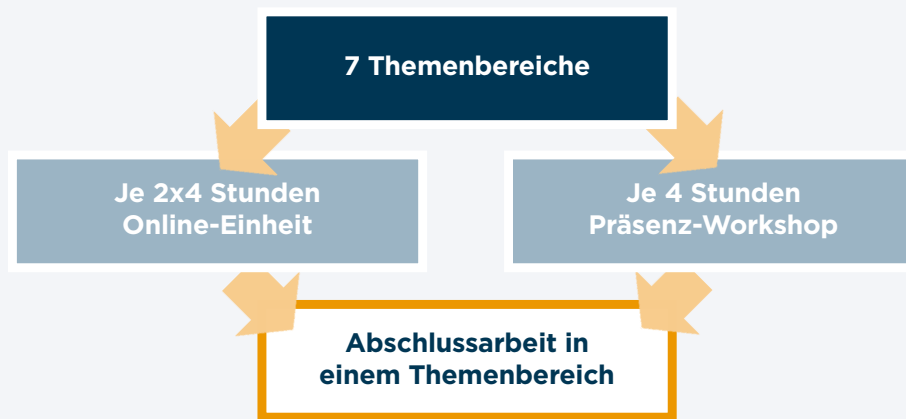 7 Themenbereiche
Je 2x4 Stunden
Online-Einheit
Je 4 Stunden
Präsenz-Workshop
Abschlussarbeit in
einem Themenbereich